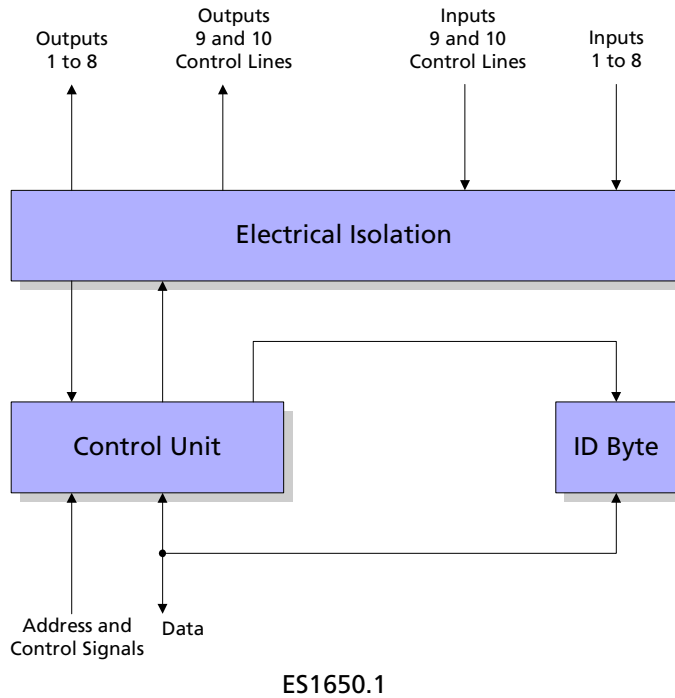 Outputs
1 to 8
Outputs
9 and 10
Control Lines
Inputs
9 and 10
Control Lines
Inputs
1 to 8
Electrical Isolation
Control Unit
ID Byte
Address and
Control Signals
Data
ES1650.1